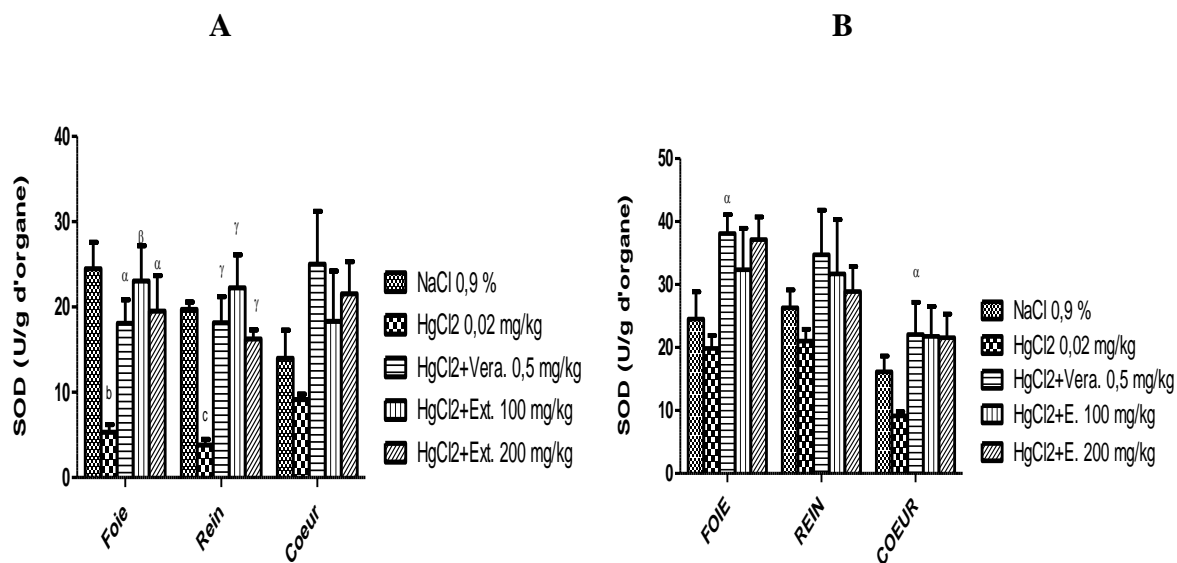 A
B
SOD (U/g d'organe)
40
30
20
10
0
b
α
β
α
c
γ
γ
γ
Foie
Rein
Coeur
NaCl 0,9 %
HgCl2 0,02 mg/kg
HgCl2+Vera. 0,5 mg/kg
HgCl2+Ext. 100 mg/kg
HgCl2+Ext. 200 mg/kg
SOD (U/g d'organe)
50
40
30
20
10
0
α
α
FOIE
REIN
COEUR
NaCl 0,9 %
HgCl2 0,02 mg/kg
HgCl2+Vera. 0,5 mg/kg
HgCl2+E. 100 mg/kg
HgCl2+E. 200 mg/kg